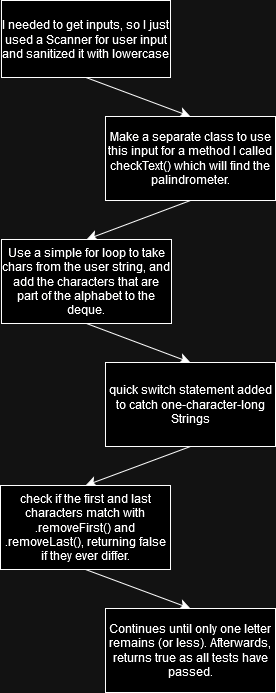 I needed to get inputs, so I just
used a Scanner for user input
and sanitized it with lowercase
Make a separate class to use
this input for a method I called
checkText() which will find the
palindrometer.
Use a simple for loop to take
chars from the user string, and
add the characters that are
part of the alphabet to the
deque.
quick switch statement added
to catch one-character-long
Strings
check if the first and last
characters match with
.removeFirst() and
.removeLast(), returning false
if they ever differ.
Continues until only one letter
remains (or less). Afterwards,
returns true as all tests have
passed.